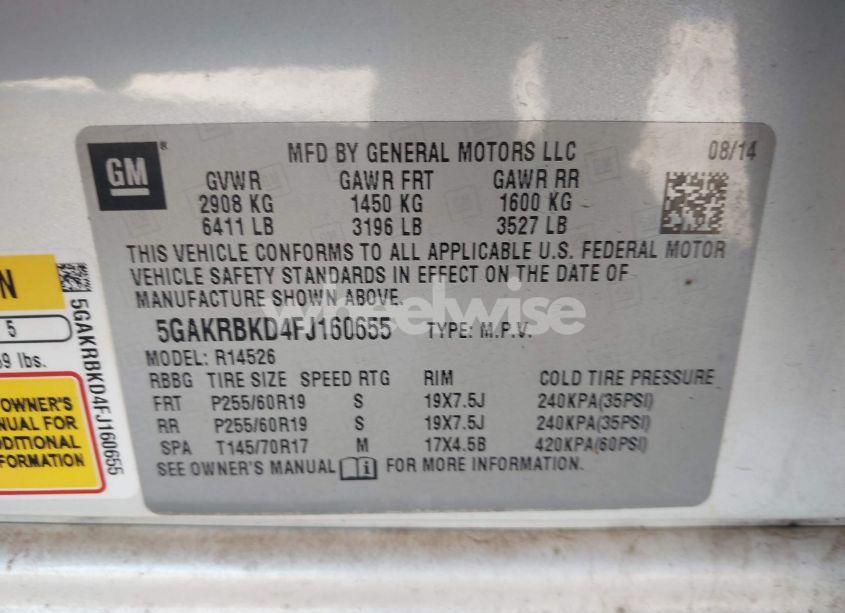 GM
®
MFD BY GENERAL MOTORS LLC 08/14
GVWR GAWR FRT GAWR RR
2908 KG 1450 KG 1600 KG
6411 LB 3196 LB 3527 LB
THIS VEHICLE CONFORMS TO ALL APPLICABLE U.S. FEDERAL MOTOR
VEHICLE SAFETY STANDARDS IN EFFECT ON THE DATE OF
MANUFACTURE SHOWN ABOVE.
5GAKRBKD4FJ160655 TYPE: M.P.V.
MODEL: R14526
RBBG TIRE SIZE SPEED RTG RIM COLD TIRE PRESSURE
FRT P255/60R19 S 19X7.5J 240KPA(35PSI)
RR P255/60R19 S 19X7.5J 240KPA(35PSI)
SPA T145/70R17 M 17X4.5B 420KPA(60PSI)
SEE OWNER'S MANUAL i FOR MORE INFORMATION.
wheelwise
N
5
9 lbs.
OWNER'S
NUAL FOR
DDITIONAL
FORMATION
5GAKRBKD4FJ160655